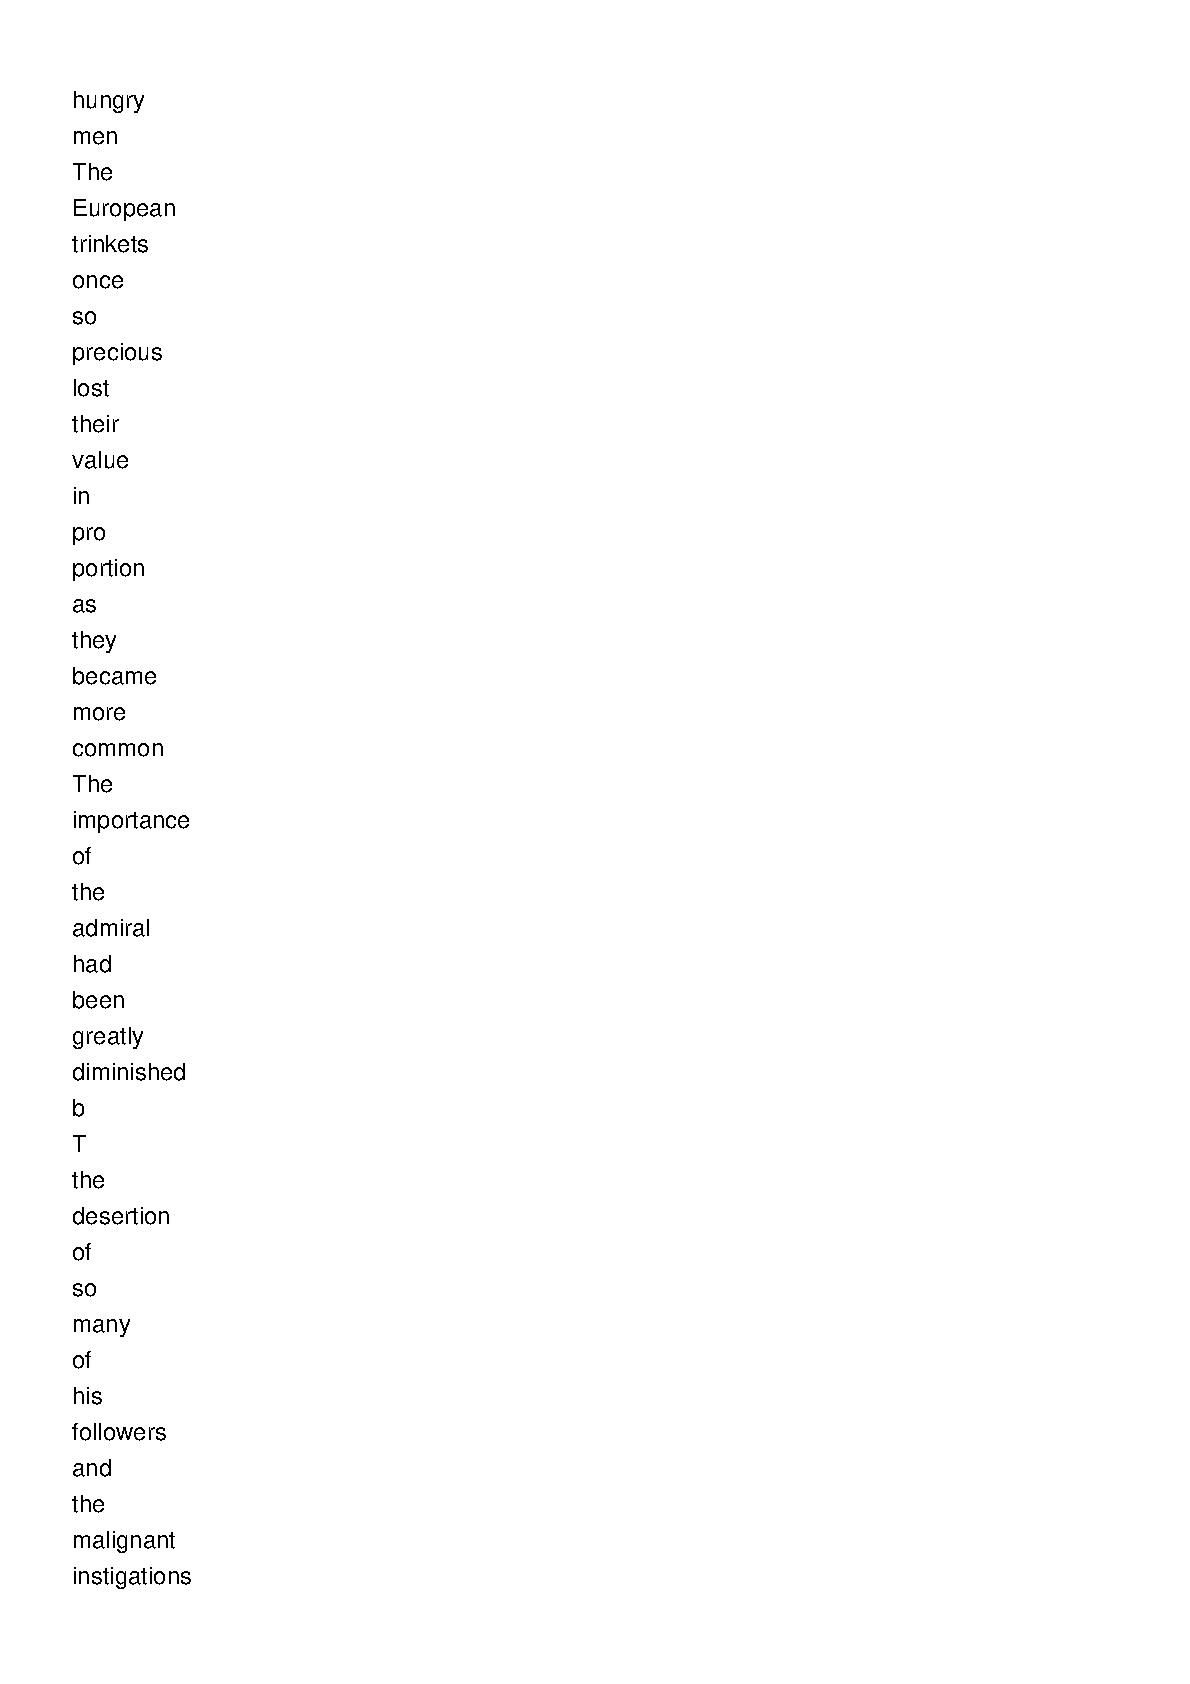 hungry
men
The
European
trinkets
once
so
precious
lost
their
value
in
pro
portion
as
they
became
more
common
The
importance
of
the
admiral
had
been
greatly
diminished
b
T
the
desertion
of
so
many
of
his
followers
and
the
malignant
instigations